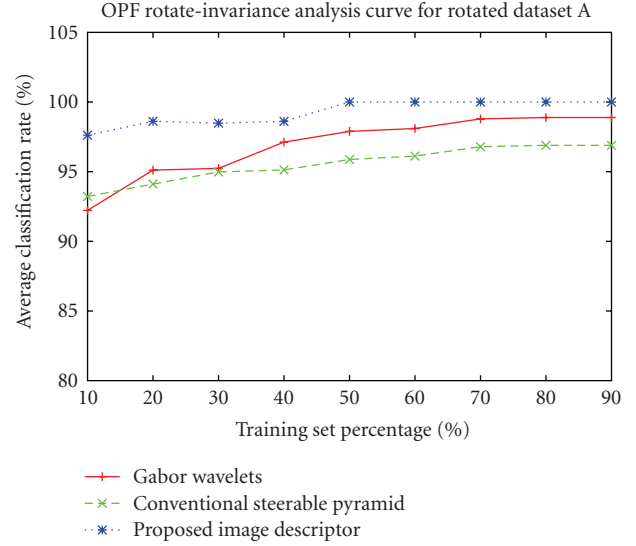 OPF rotate-invariance analysis curve for rotated dataset A
105
100
95
90
85
80
Average classification rate (%)
10 20 30 40 50 60 70 80 90
Training set percentage (%)
Gabor wavelets
Conventional steerable pyramid
Proposed image descriptor